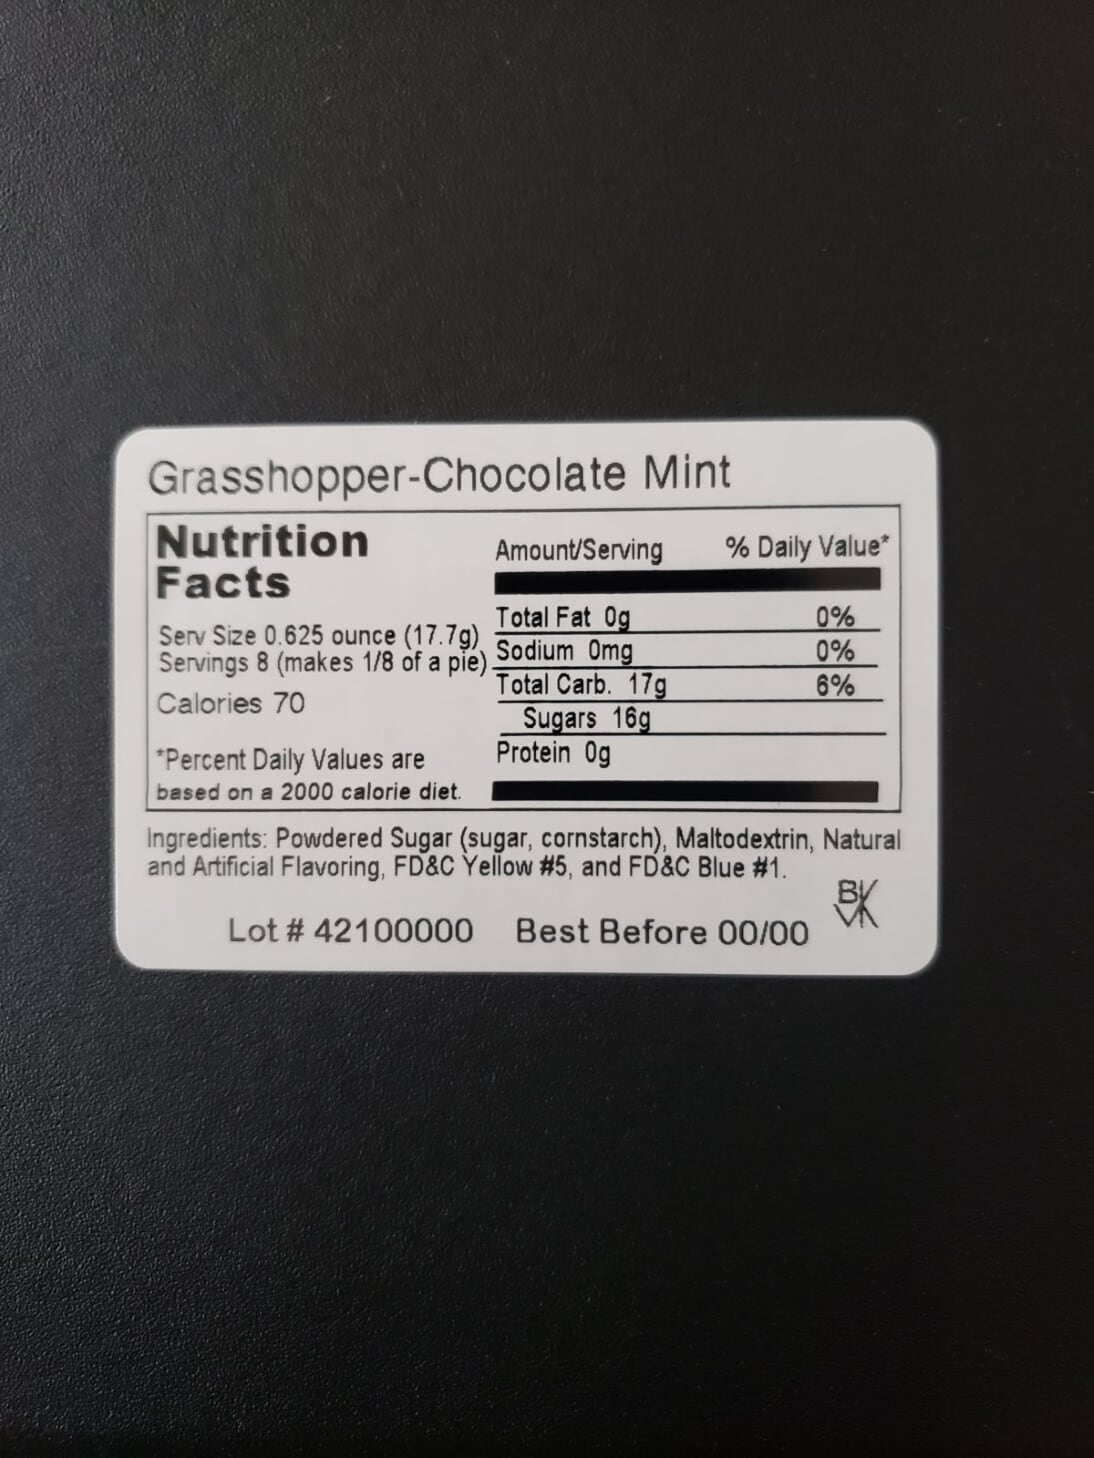 Grasshopper-Chocolate Mint
Nutrition
Facts
Serv Size 0.625 ounce (17.7g)
Servings 8 (makes 1/8 of a pie)
Calories 70
*Percent Daily Values are
based on a 2000 calorie diet.
Amount/Serving % Daily Value*
Total Fat 0g 0%
Sodium 0mg 0%
Total Carb. 17g 6%
Sugars 16g
Protein 0g
Ingredients: Powdered Sugar (sugar, cornstarch), Maltodextrin, Natural
and Artificial Flavoring, FD&C Yellow #5, and FD&C Blue #1.
Lot # 42100000 Best Before 00/00